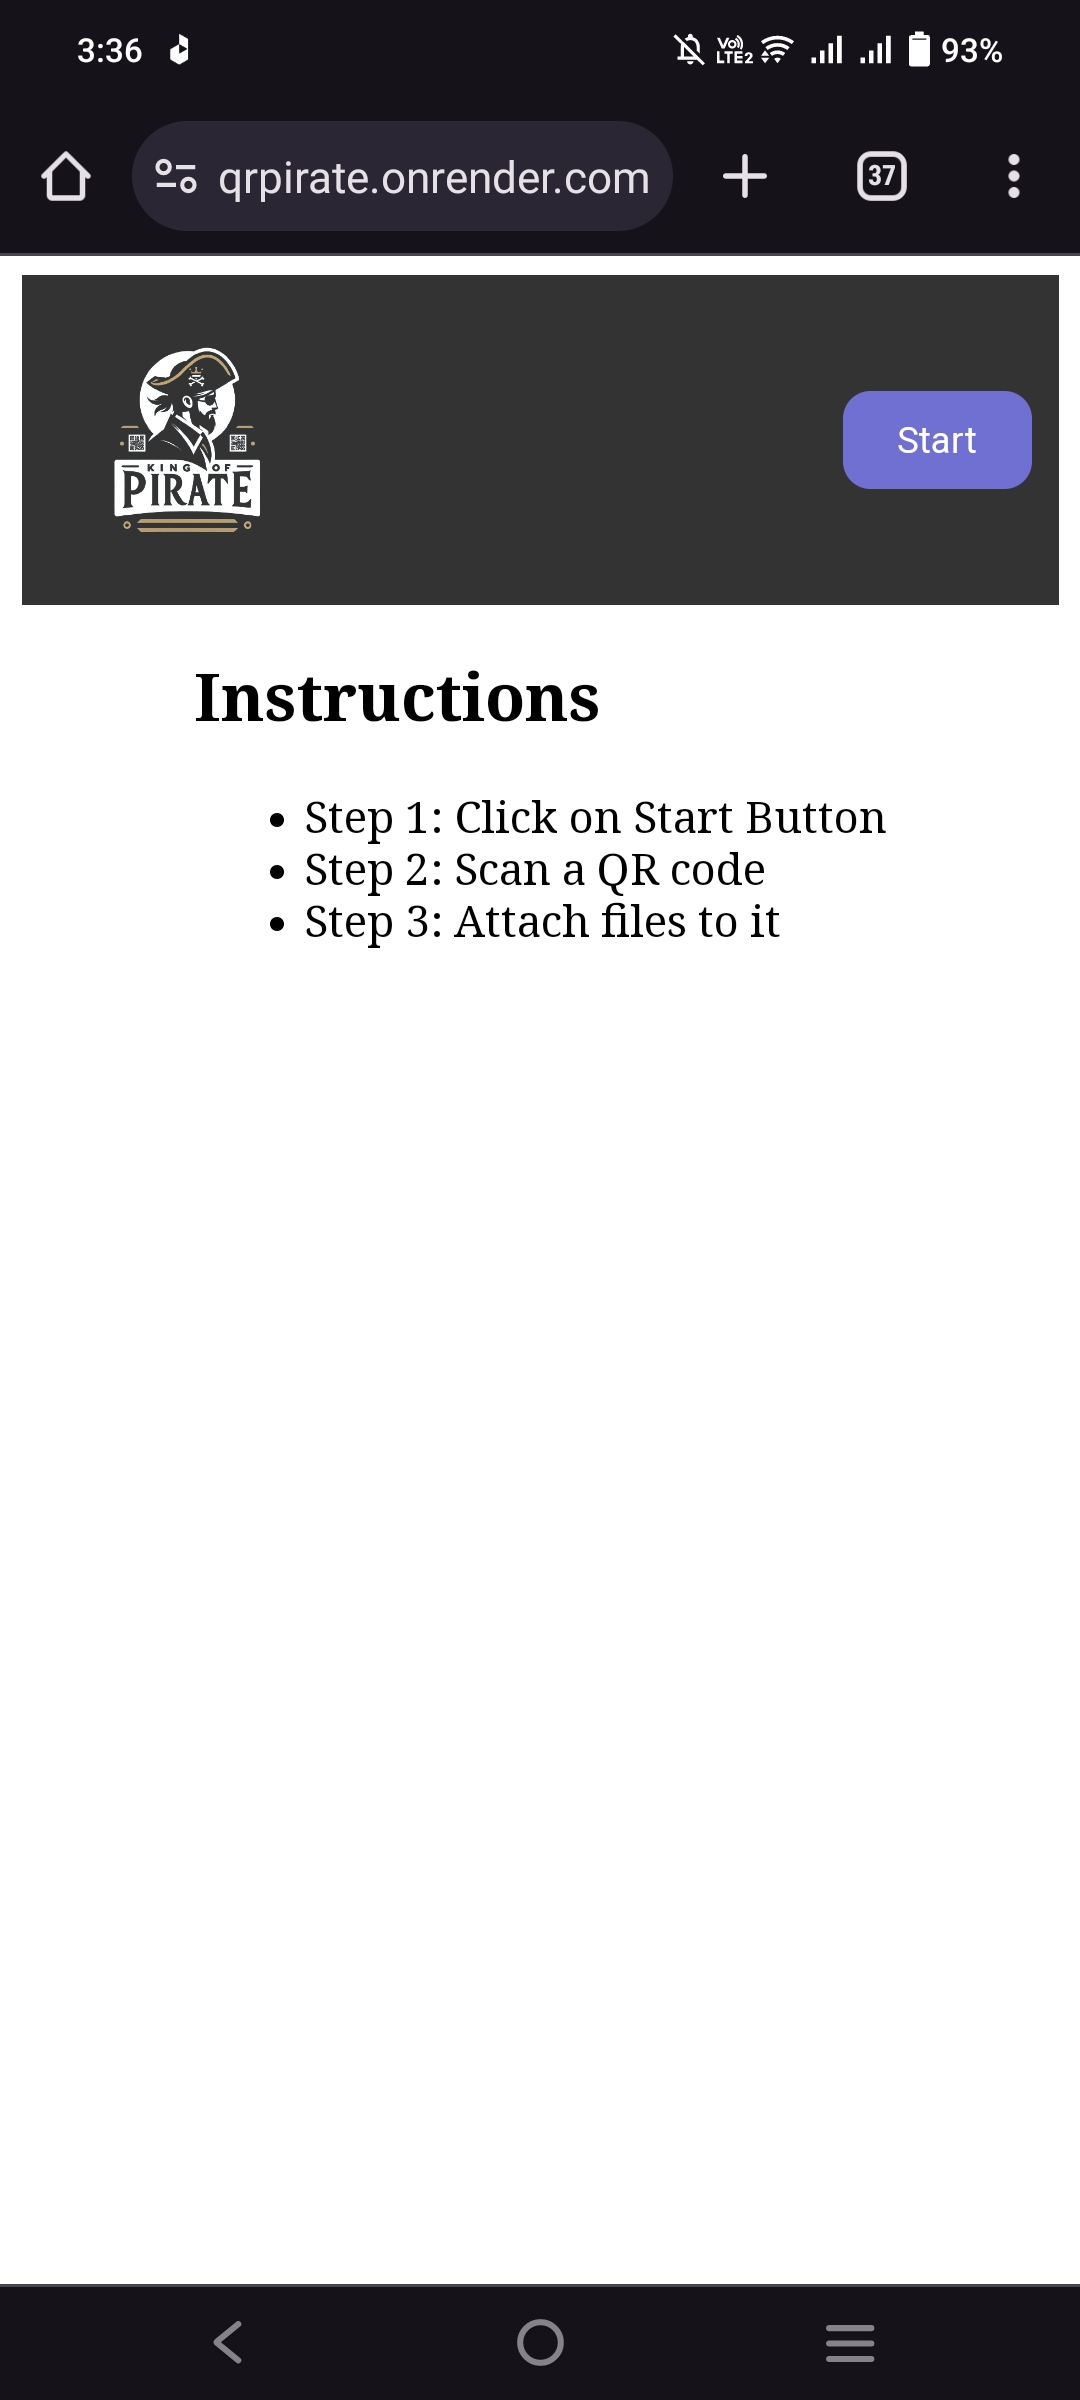 3:36
Vo)) LTE2
93%
qrpirate.onrender.com
37
KING OF
PIRATE
Start
Instructions
• Step 1: Click on Start Button
• Step 2: Scan a QR code
• Step 3: Attach files to it